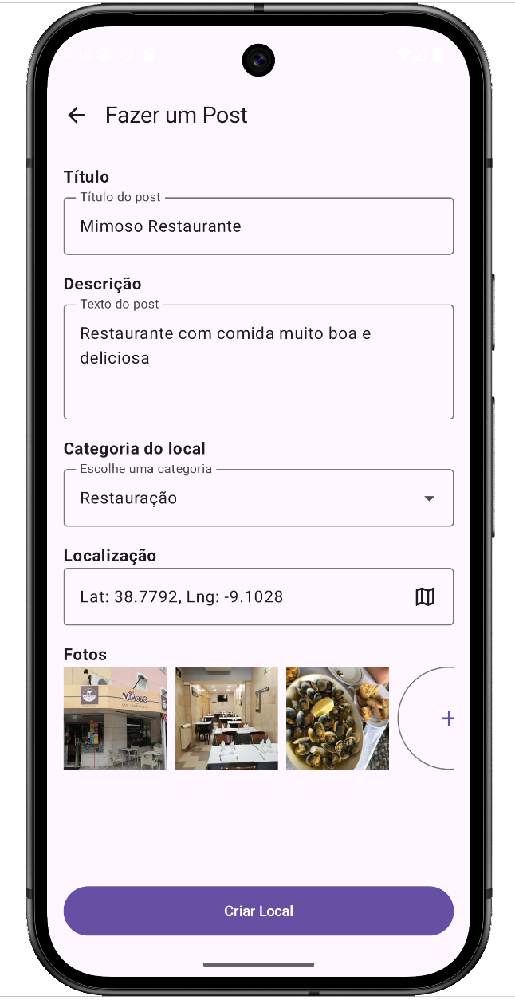 Fazer um Post
Título
Título do post
Mimoso Restaurante
Descrição
Texto do post
Restaurante com comida muito boa e
deliciosa
Categoria do local
Escolhe uma categoria
Restauração
Localização
Lat: 38.7792, Lng: -9.1028
Fotos
Mimoso
+
Criar Local